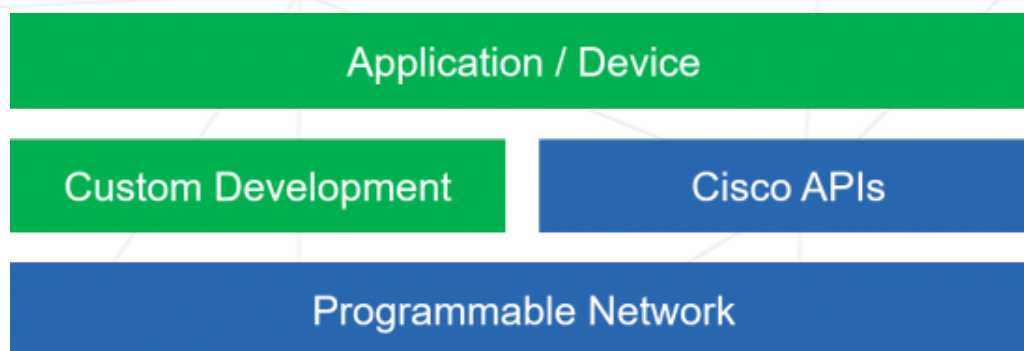 Application / Device
Custom Development
Cisco APIs
Programmable Network